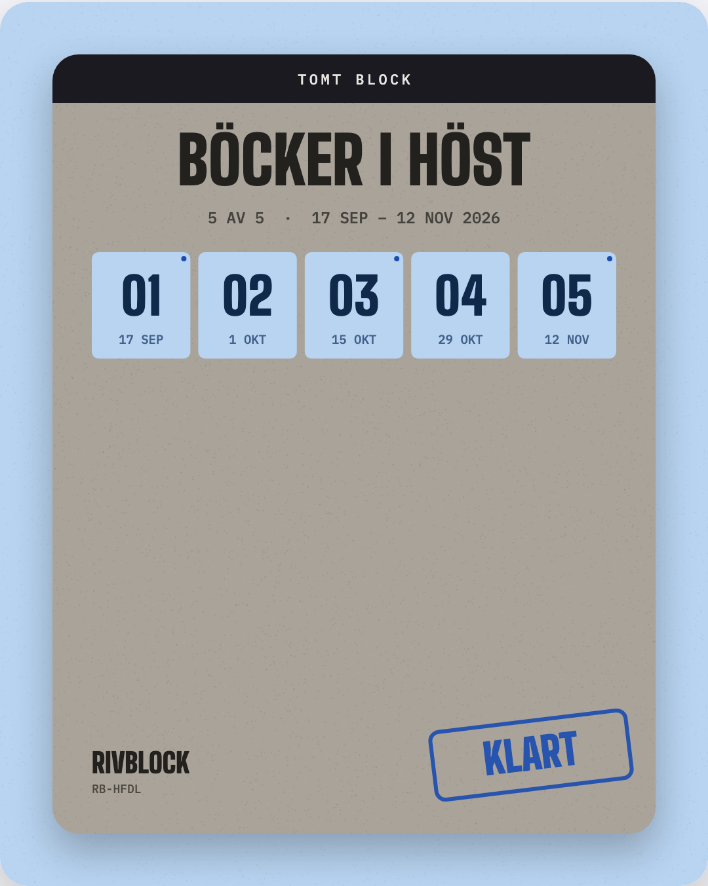 TOMT BLOCK
BÖCKER I HÖST
5 AV 5 · 17 SEP – 12 NOV 2026
01 02 03 04 05
17 SEP 1 OKT 15 OKT 29 OKT 12 NOV
KLART
RIVBLOCK
RB-HFDL